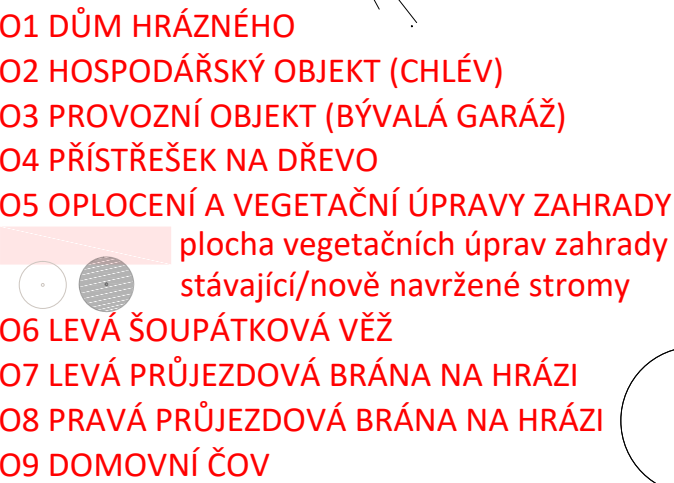 O1 DŮM HRÁZNÉHO
O2 HOSPODÁŘSKÝ OBJEKT (CHLÉV)
O3 PROVOZNÍ OBJEKT (BÝVALÁ GARÁŽ)
O4 PŘÍSTŘEŠEK NA DŘEVO
O5 OPLOCENÍ A VEGETAČNÍ ÚPRAVY ZAHRADY
plocha vegetačních úprav zahrady
stávající/nově navržené stromy
O6 LEVÁ ŠOUPÁTKOVÁ VĚŽ
O7 LEVÁ PRŮJEZDOVÁ BRÁNA NA HRÁZI
O8 PRAVÁ PRŮJEZDOVÁ BRÁNA NA HRÁZI
O9 DOMOVNÍ ČOV